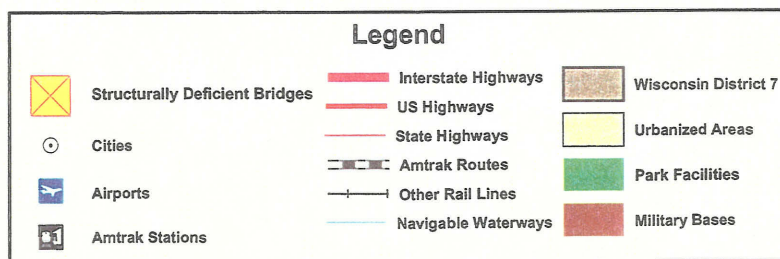 Legend
Structurally Deficient Bridges
Cities
Airports
Amtrak Stations
Interstate Highways
US Highways
State Highways
Amtrak Routes
Other Rail Lines
Navigable Waterways
Wisconsin District 7
Urbanized Areas
Park Facilities
Military Bases